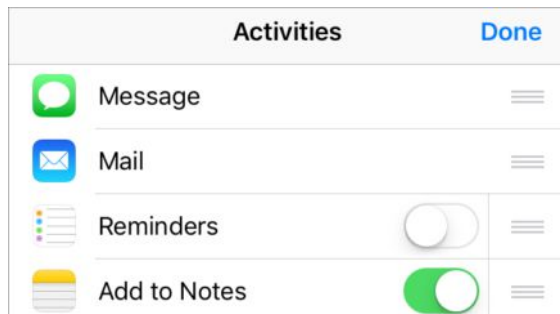 Activities Done
Message
Mail
Reminders
Add to Notes